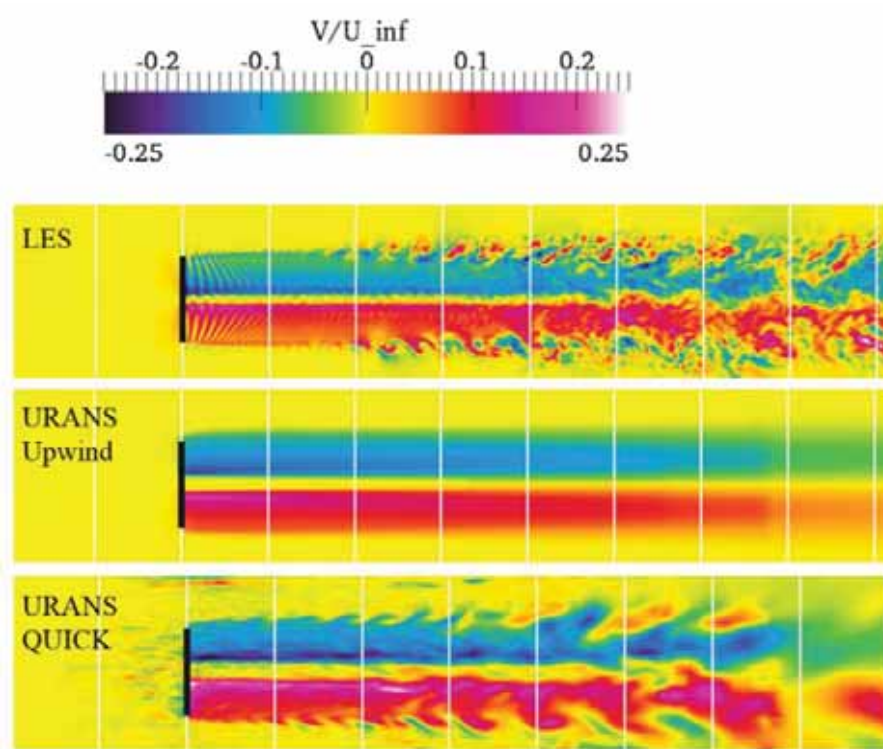 V/U_inf
-0.2 -0.1 0 0.1 0.2
-0.25 0.25
LES
URANS
Upwind
URANS
QUICK